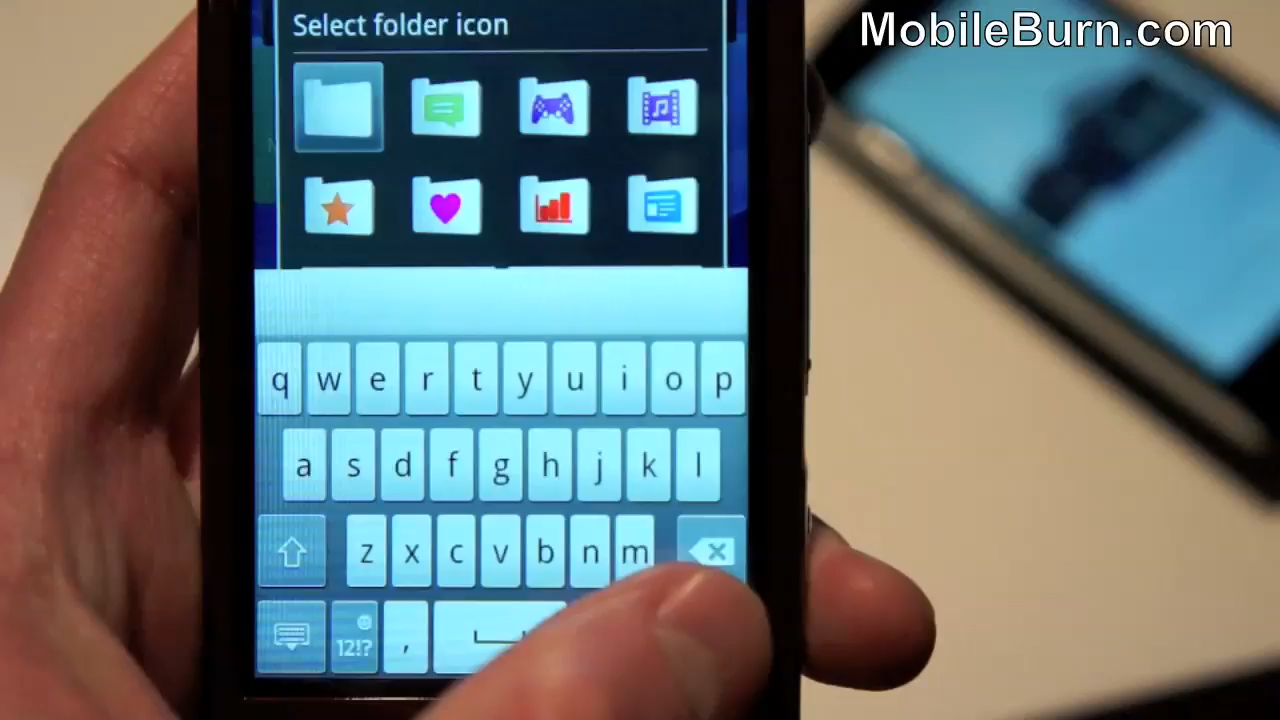 MobileBurn.com
Select folder icon
q w e r t y u i o p
a s d f g h j k l
z x c v b n m
12!? ,